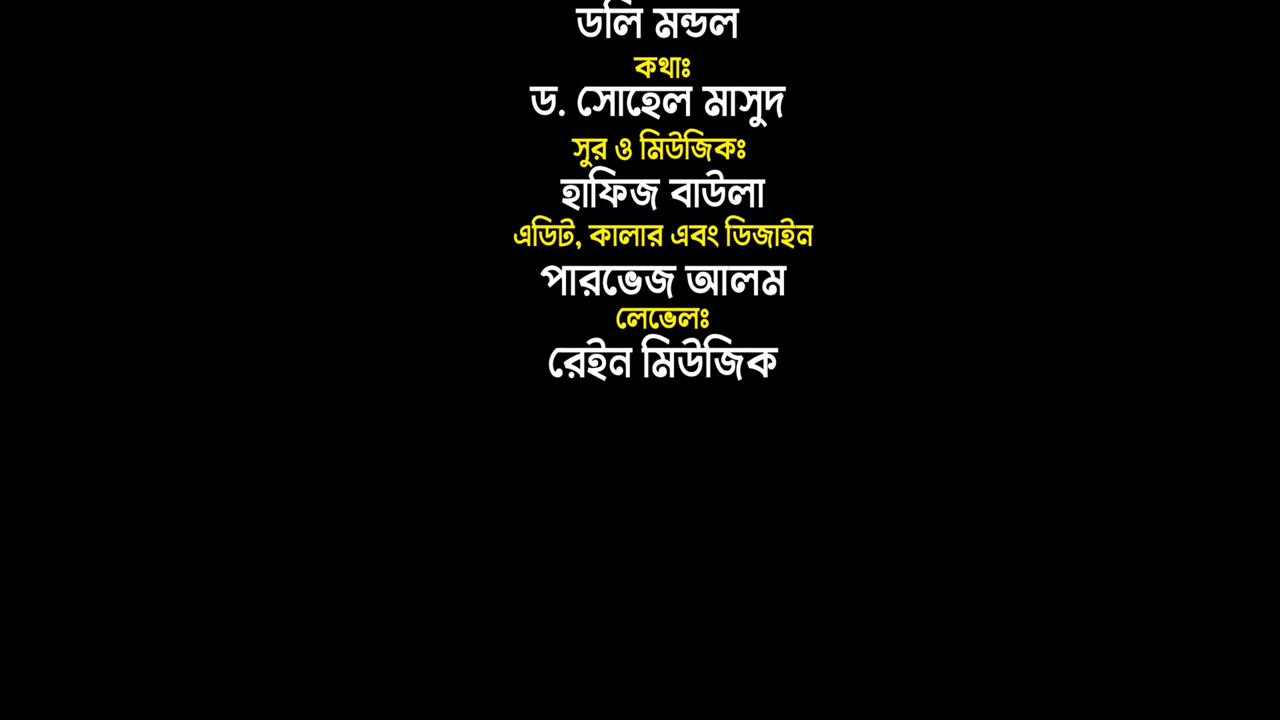 ডলি মন্ডল
কথাঃ
ড. সোহেল মাসুদ
সুর ও মিউজিকঃ
হাফিজ বাউলা
এডিট, কালার এবং ডিজাইন
পারভেজ আলম
লেভেলঃ
রেইন মিউজিক